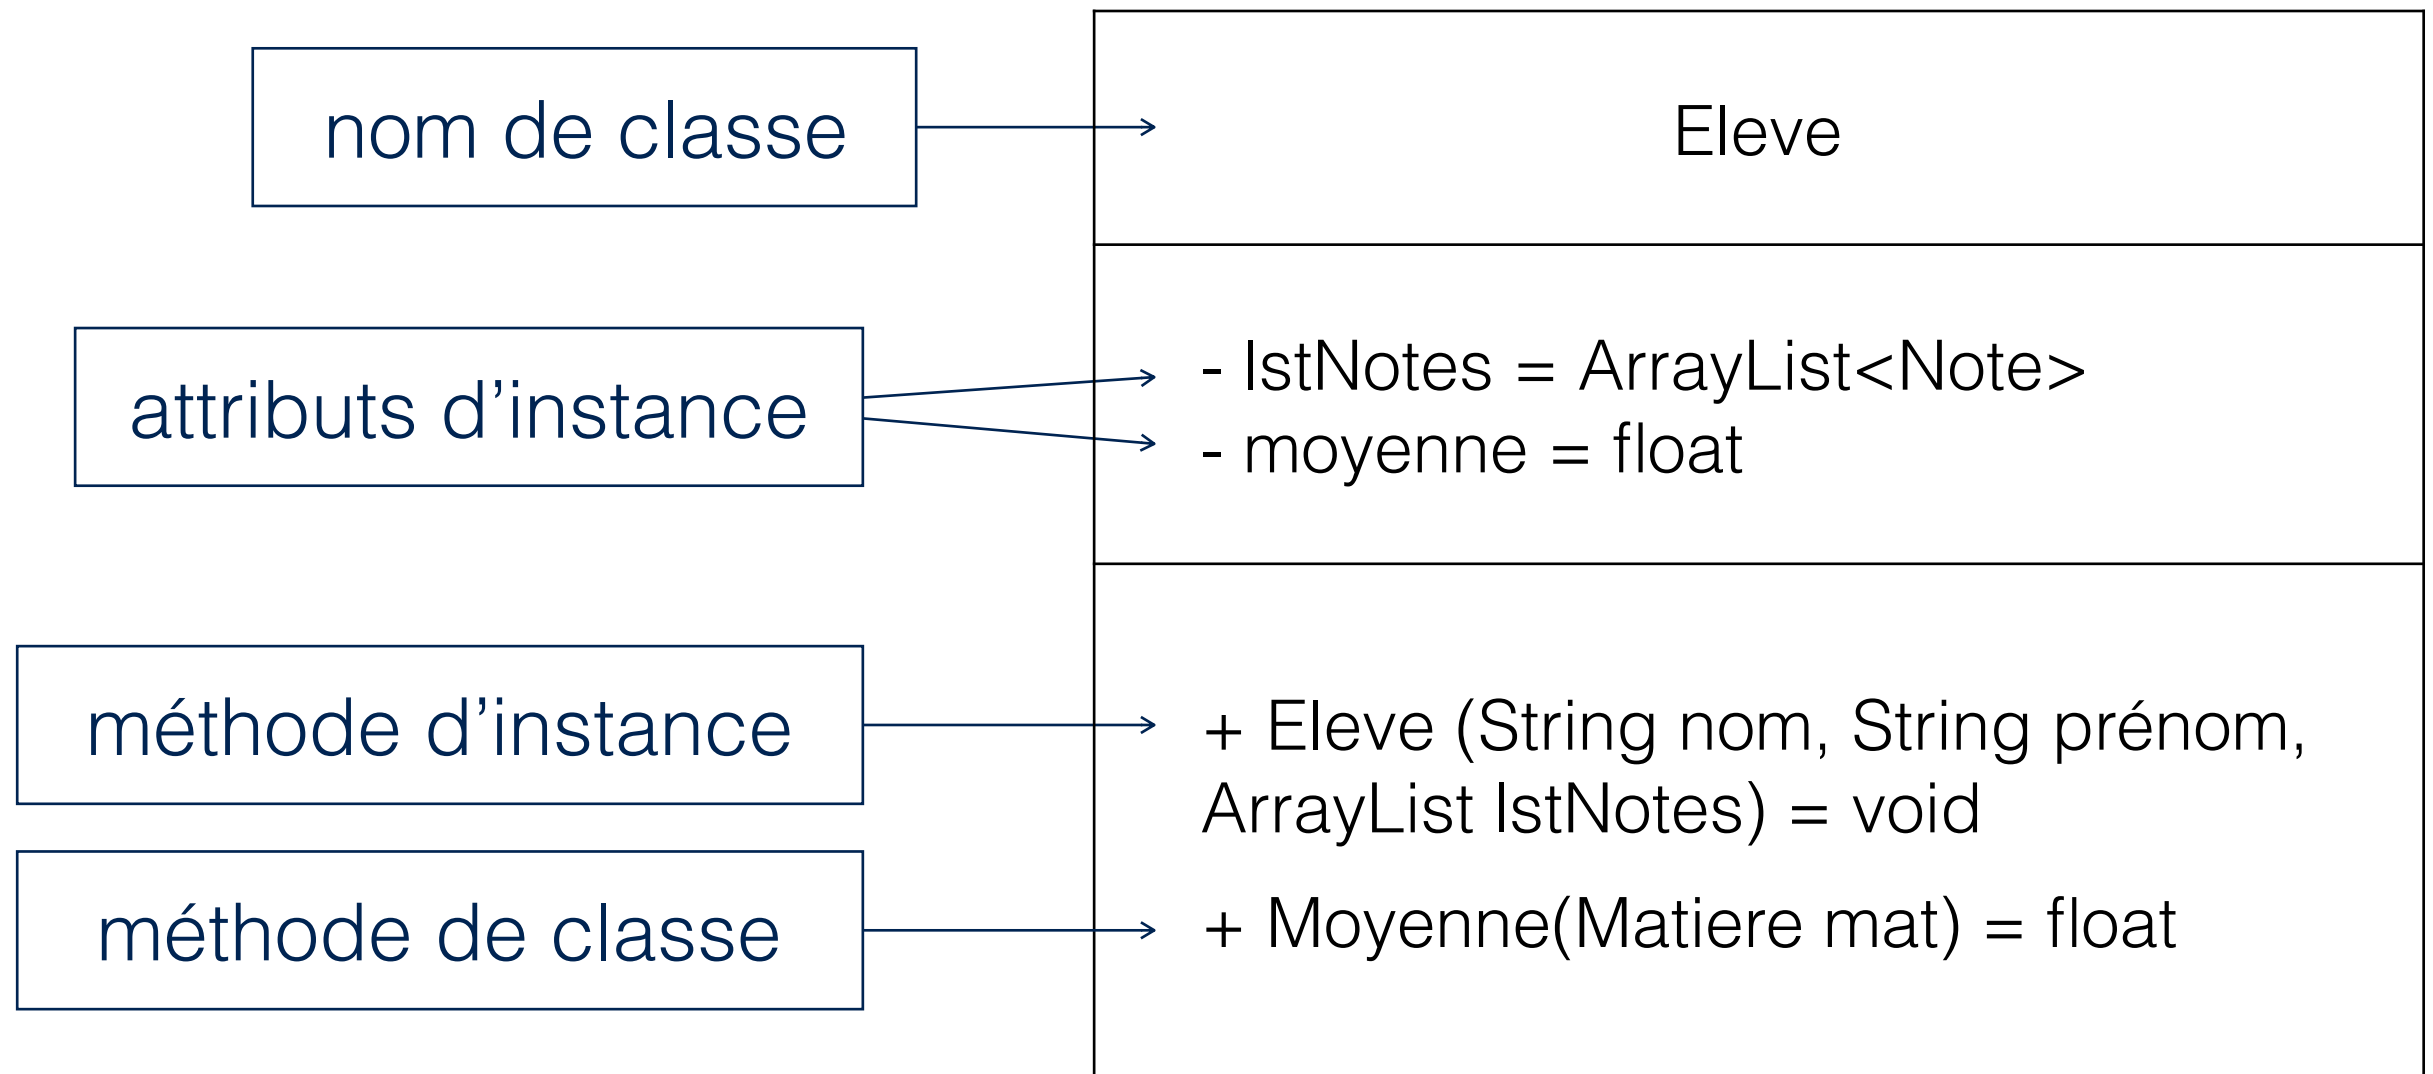 nom de classe
Eleve
attributs d’instance
- lstNotes = ArrayList<Note>
- moyenne = float
méthode d’instance
+ Eleve (String nom, String prénom,
ArrayList lstNotes) = void
méthode de classe
+ Moyenne(Matiere mat) = float